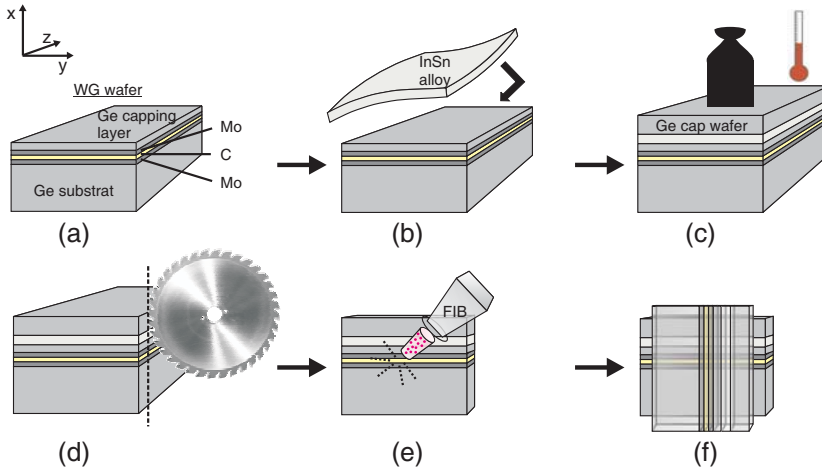 x
z
y
WG wafer
Ge capping
layer
Mo
C
Mo
Ge substrat
(a)
InSn
alloy
(b)
Ge cap wafer
(c)
(d)
FIB
(e)
(f)